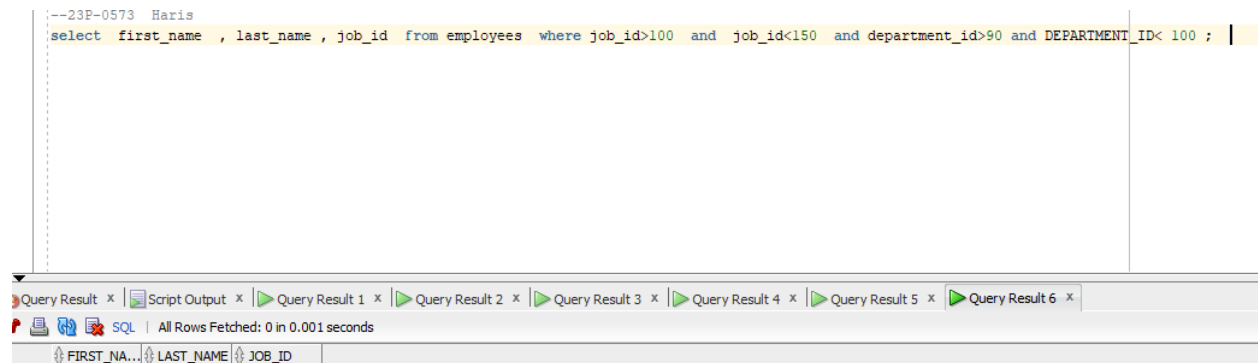 --23P-0573 Haris
select first_name , last_name , job_id from employees where job_id>100 and job_id<150 and department_id>90 and DEPARTMENT_ID< 100 ;
Query Result x Script Output x Query Result 1 x Query Result 2 x Query Result 3 x Query Result 4 x Query Result 5 x Query Result 6 x
SQL | All Rows Fetched: 0 in 0.001 seconds
FIRST_NA... LAST_NAME JOB_ID